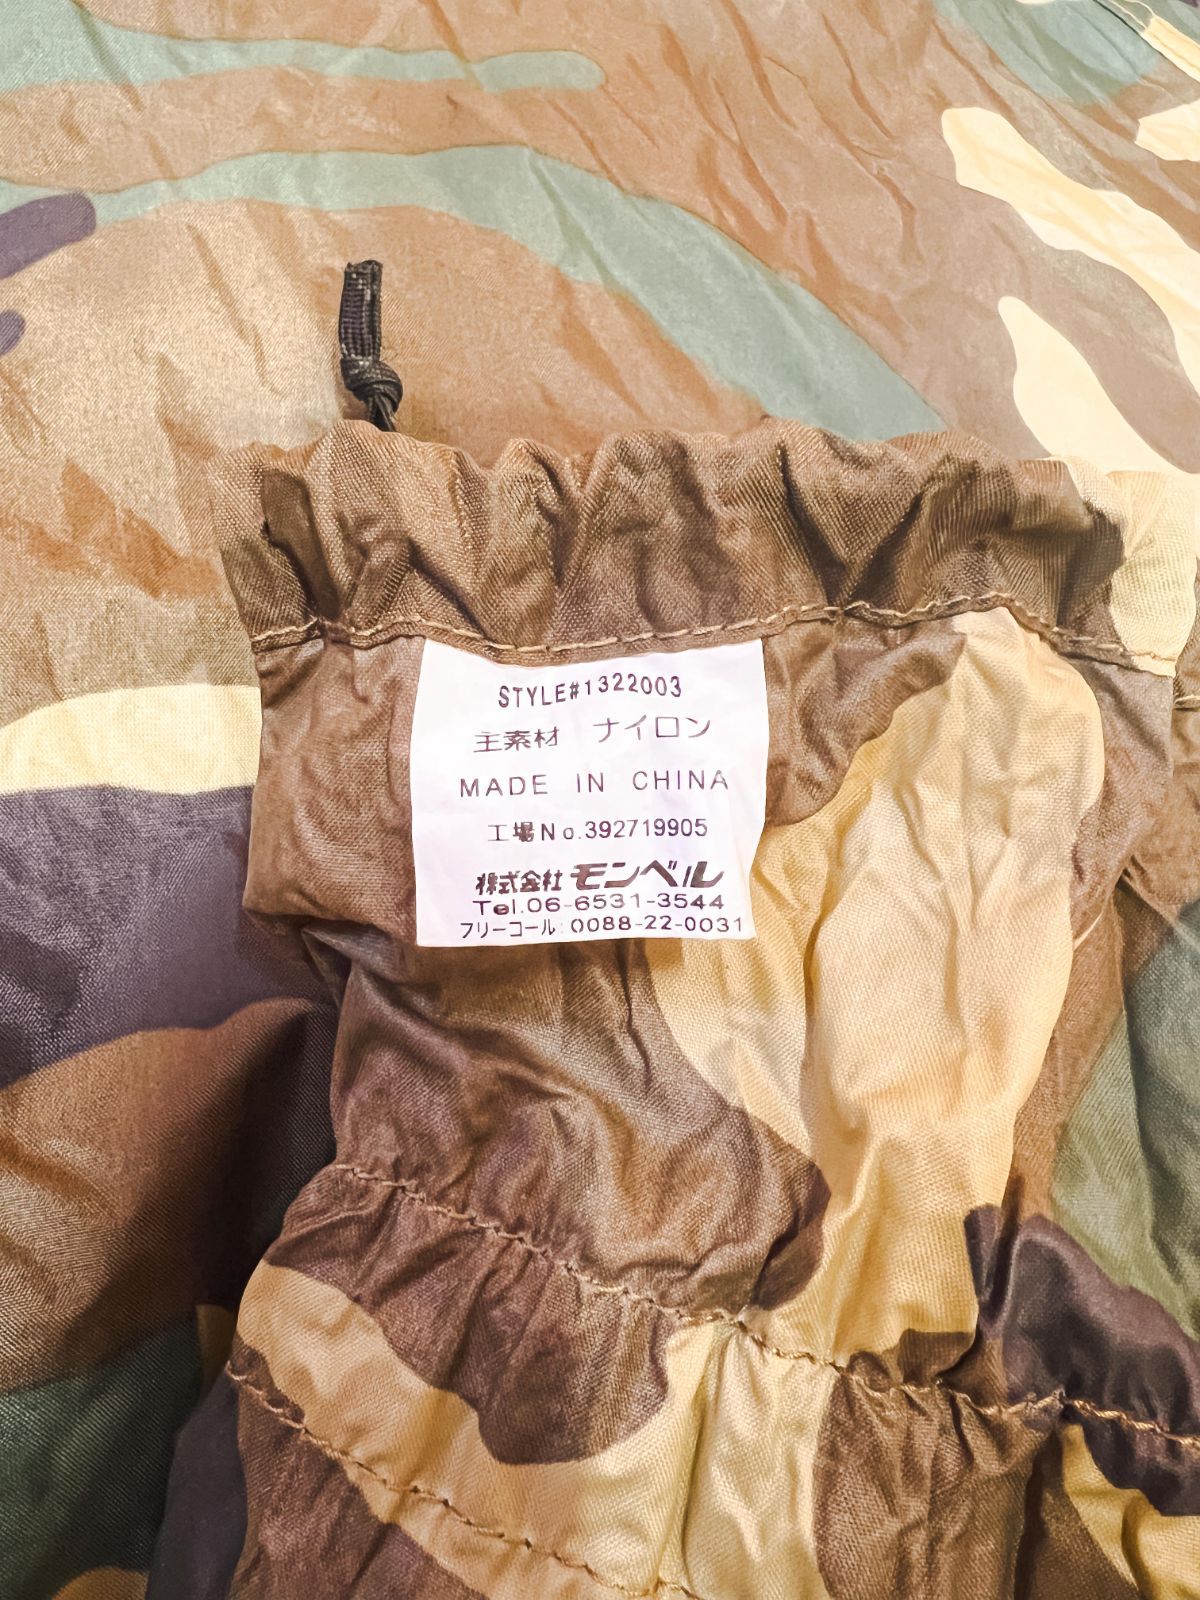 STYLE#1322003
主素材 ナイロン
MADE IN CHINA
工場No.392719905
株式会社モンベル
Tel.06-6531-3544
フリーコール:0088-22-0031